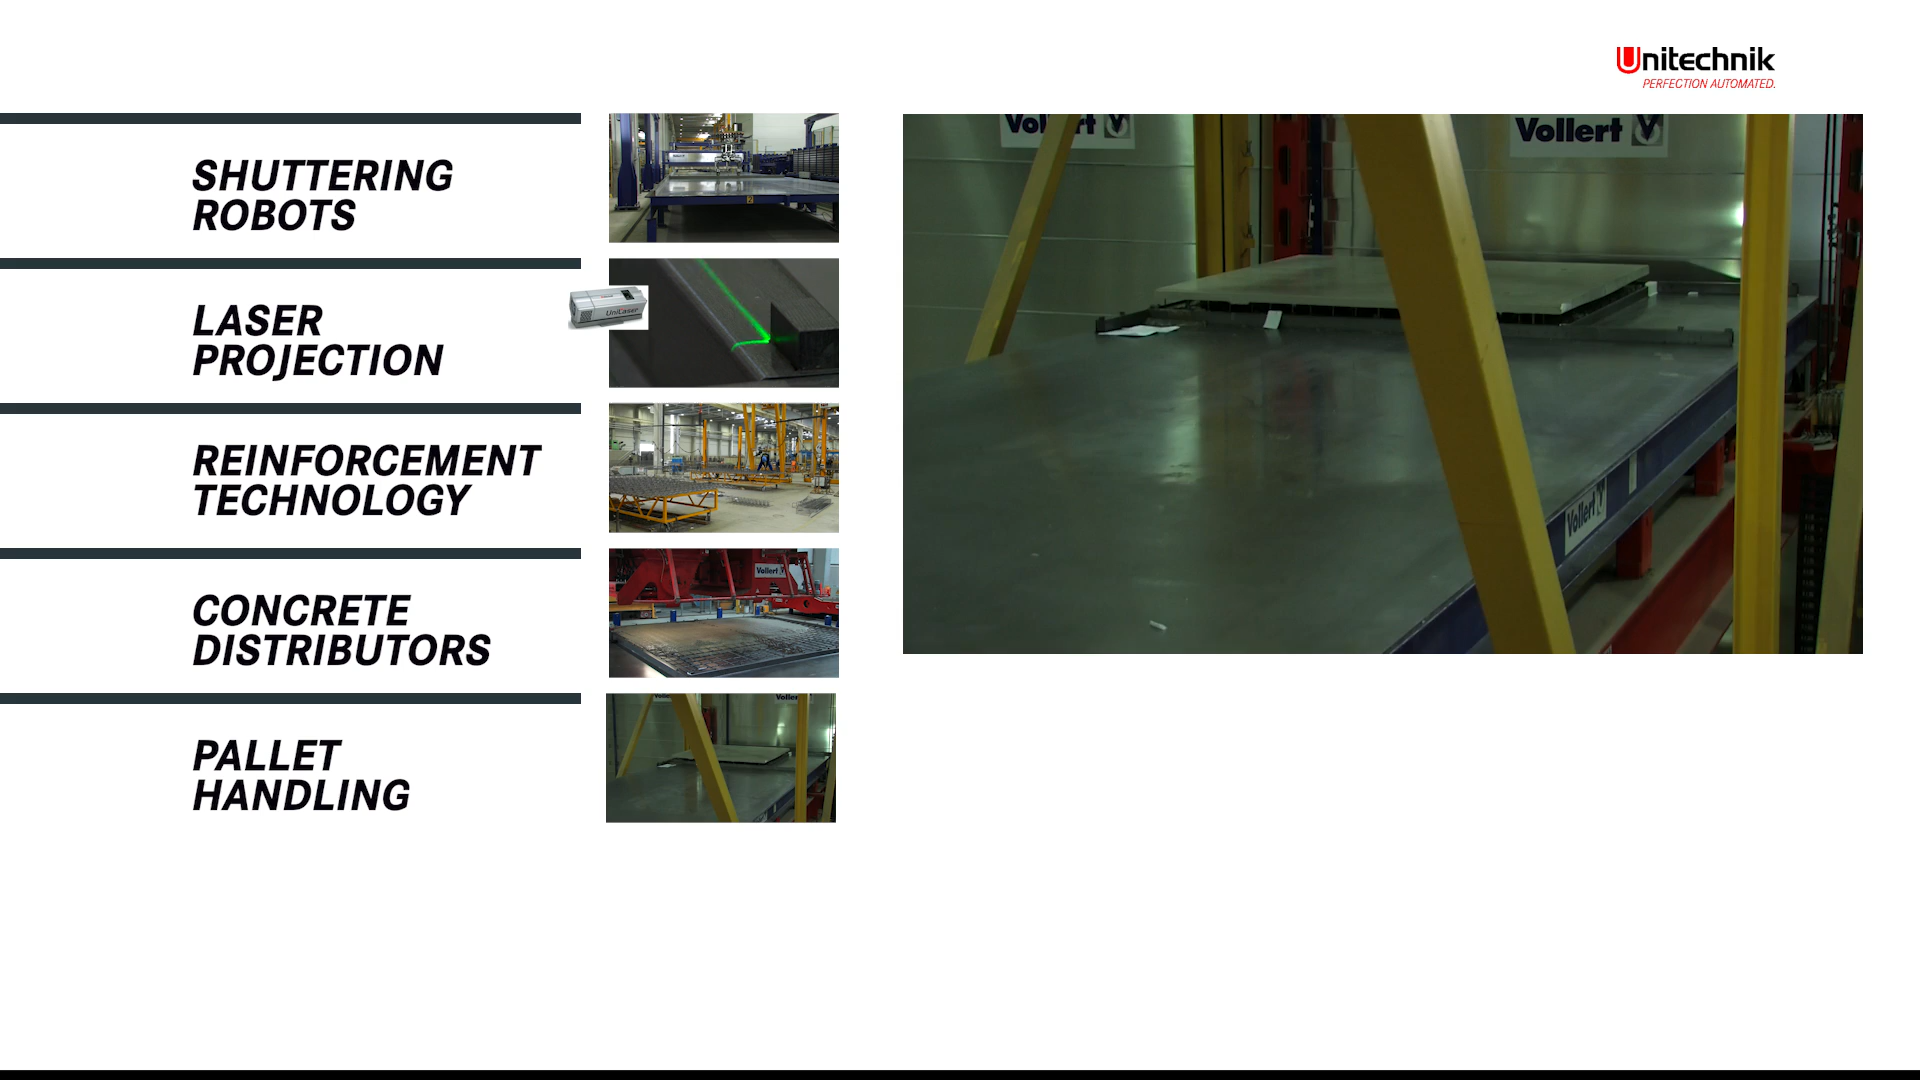 Unitechnik
PERFECTION AUTOMATED.
SHUTTERING
ROBOTS
LASER
PROJECTION
UniLaser
REINFORCEMENT
TECHNOLOGY
CONCRETE
DISTRIBUTORS
Vollert
PALLET
HANDLING
Vollert
Vollert
Vollert